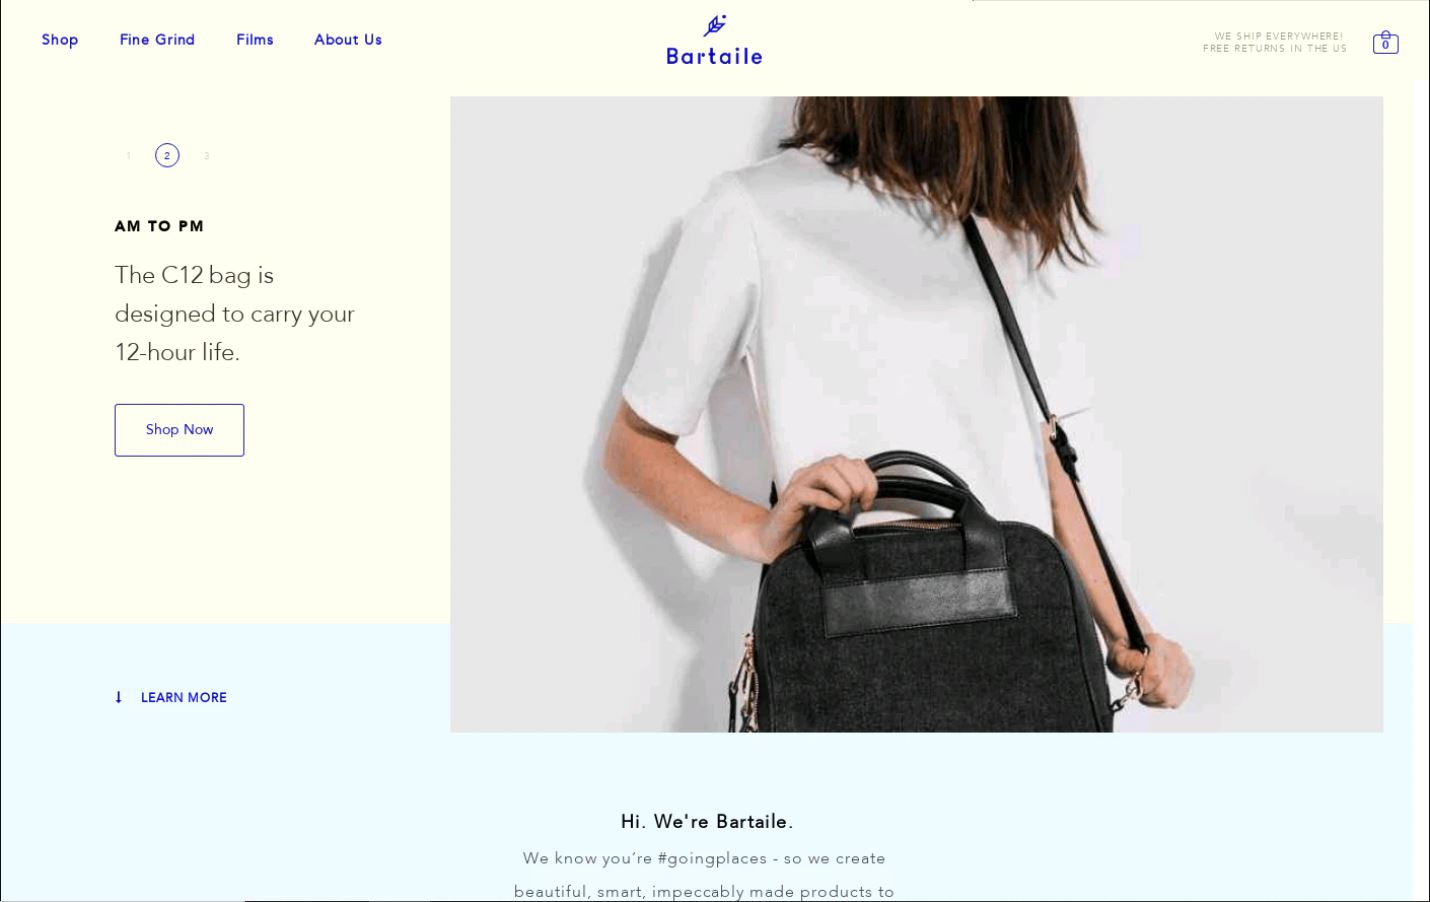 Shop
Fine Grind
Films
About Us
Bartaile
WE SHIP EVERYWHERE!
FREE RETURNS IN THE US
0
1
2
3
AM TO PM
The C12 bag is
designed to carry your
12-hour life.
Shop Now
LEARN MORE
Hi. We're Bartaile.
We know you’re #goingplaces - so we create
beautiful, smart, impeccably made products to